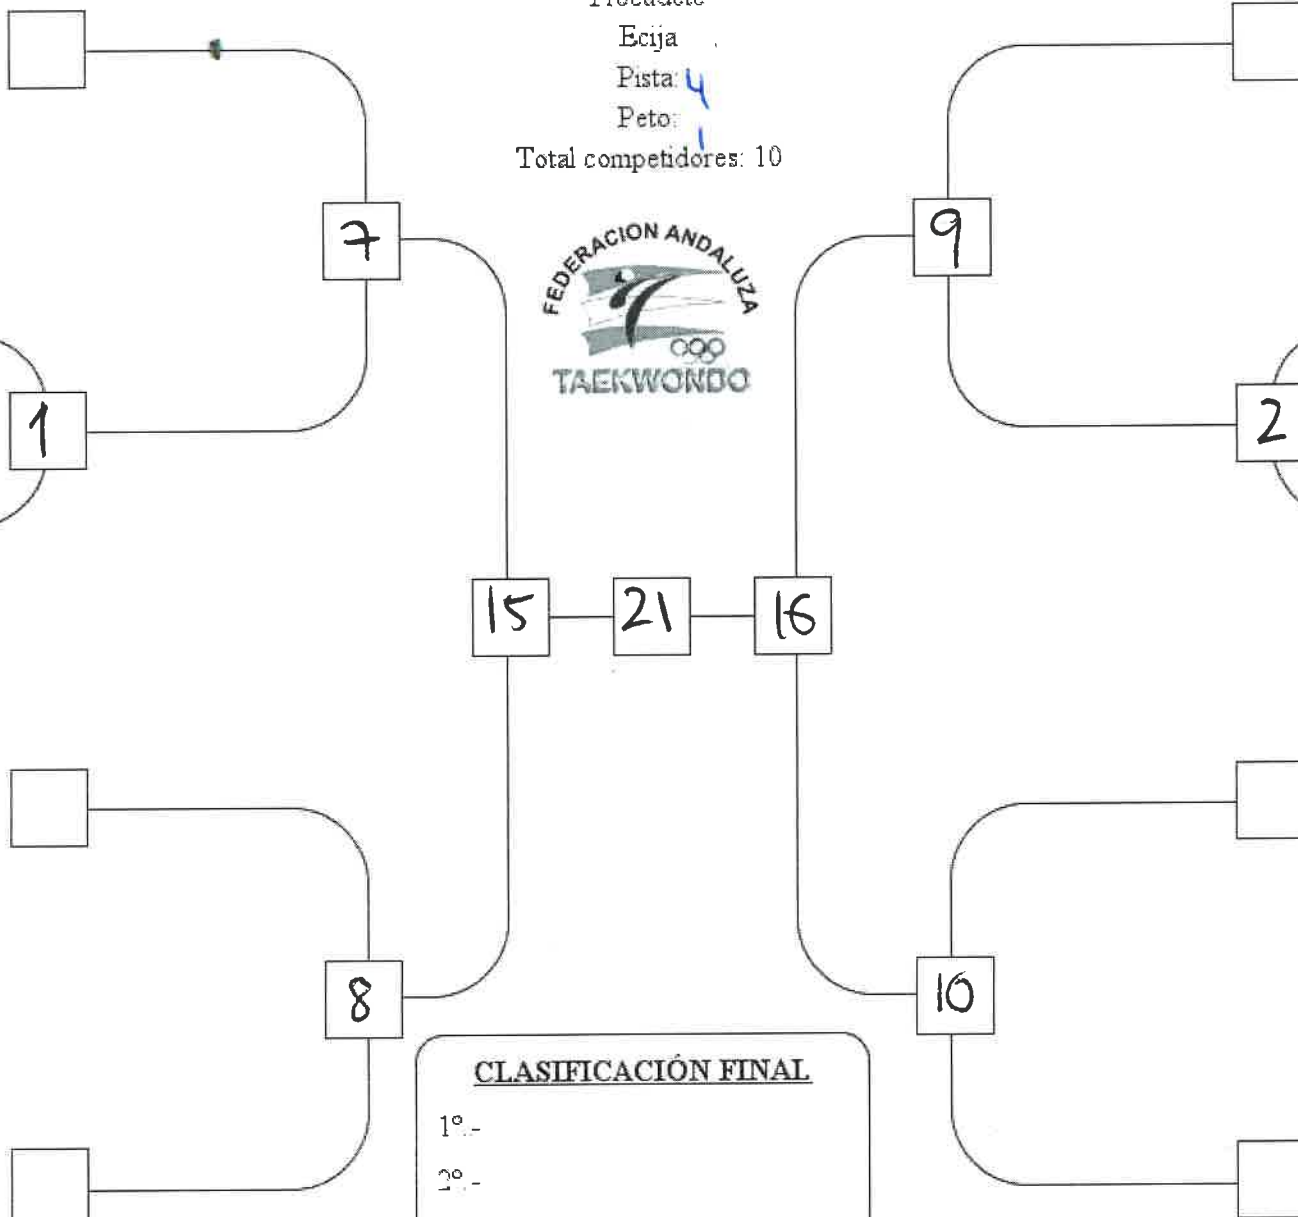 Ecija
Pista: 4
Peto: 1
Total competidores: 10
FEDERACION ANDALUZA
TAEKWONDO
7
9
1
2
15
21
16
8
10
CLASIFICACIÓN FINAL
1º.-
2º.-